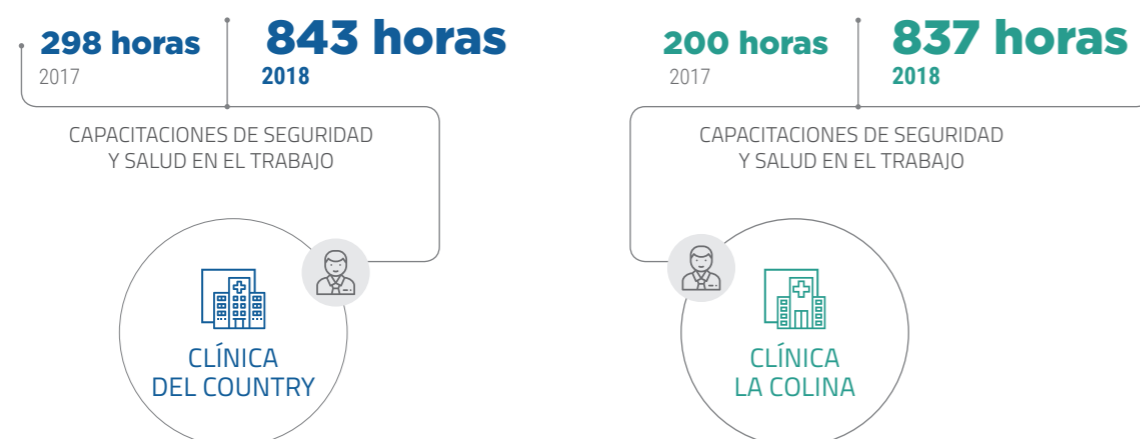 298 horas
2017
843 horas
2018
CAPACITACIONES DE SEGURIDAD
Y SALUD EN EL TRABAJO
CLÍNICA
DEL COUNTRY
200 horas
2017
837 horas
2018
CAPACITACIONES DE SEGURIDAD
Y SALUD EN EL TRABAJO
CLÍNICA
LA COLINA